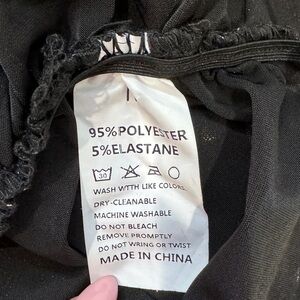 95%POLYESTER
5%ELASTANE
30
WASH WITH LIKE COLORS
DRY-CLEANABLE
MACHINE WASHABLE
DO NOT BLEACH
REMOVE PROMPTLY
DO NOT WRING OR TWIST
MADE IN CHINA